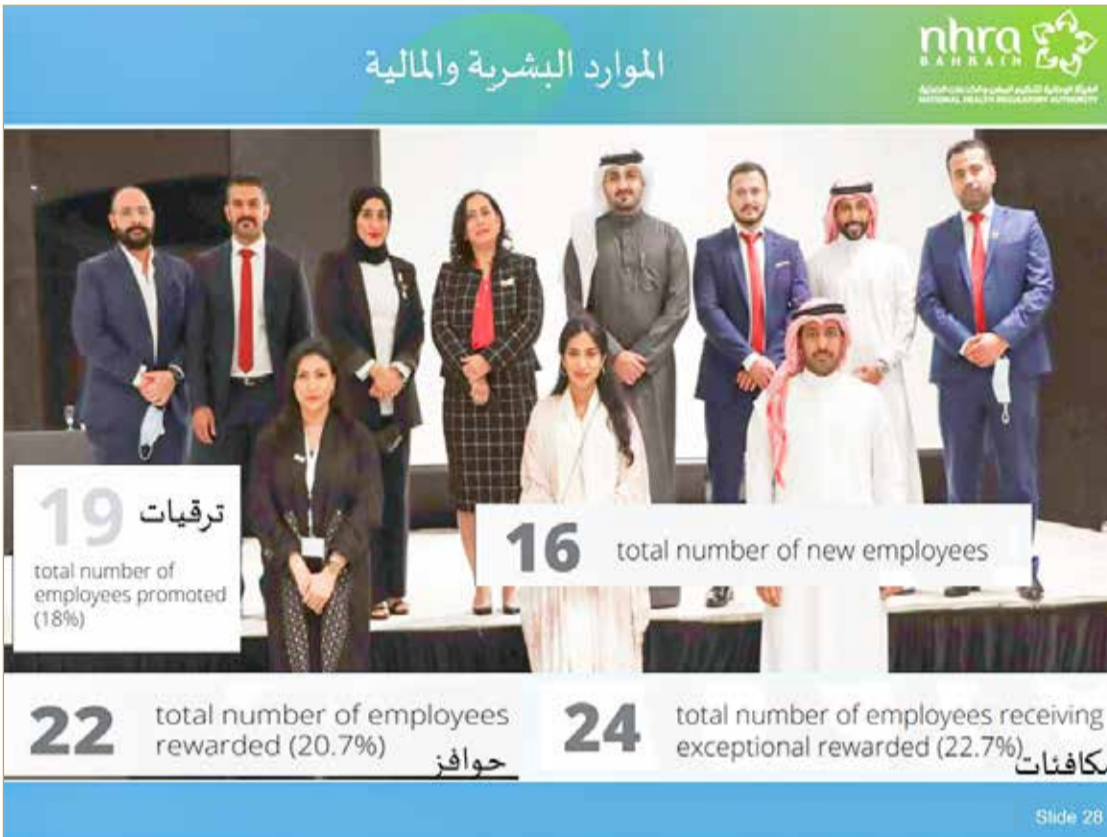 الموارد البشرية والمالية
nhra
BAHRAIN
NATIONAL HEALTH REGULATORY AUTHORITY
19 ترقيات
total number of
employees promoted
(18%)
16 total number of new employees
22 total number of employees
rewarded (20.7%)
حوافز
24 total number of employees receiving
exceptional rewarded (22.7%)
مكافئات
Slide 28